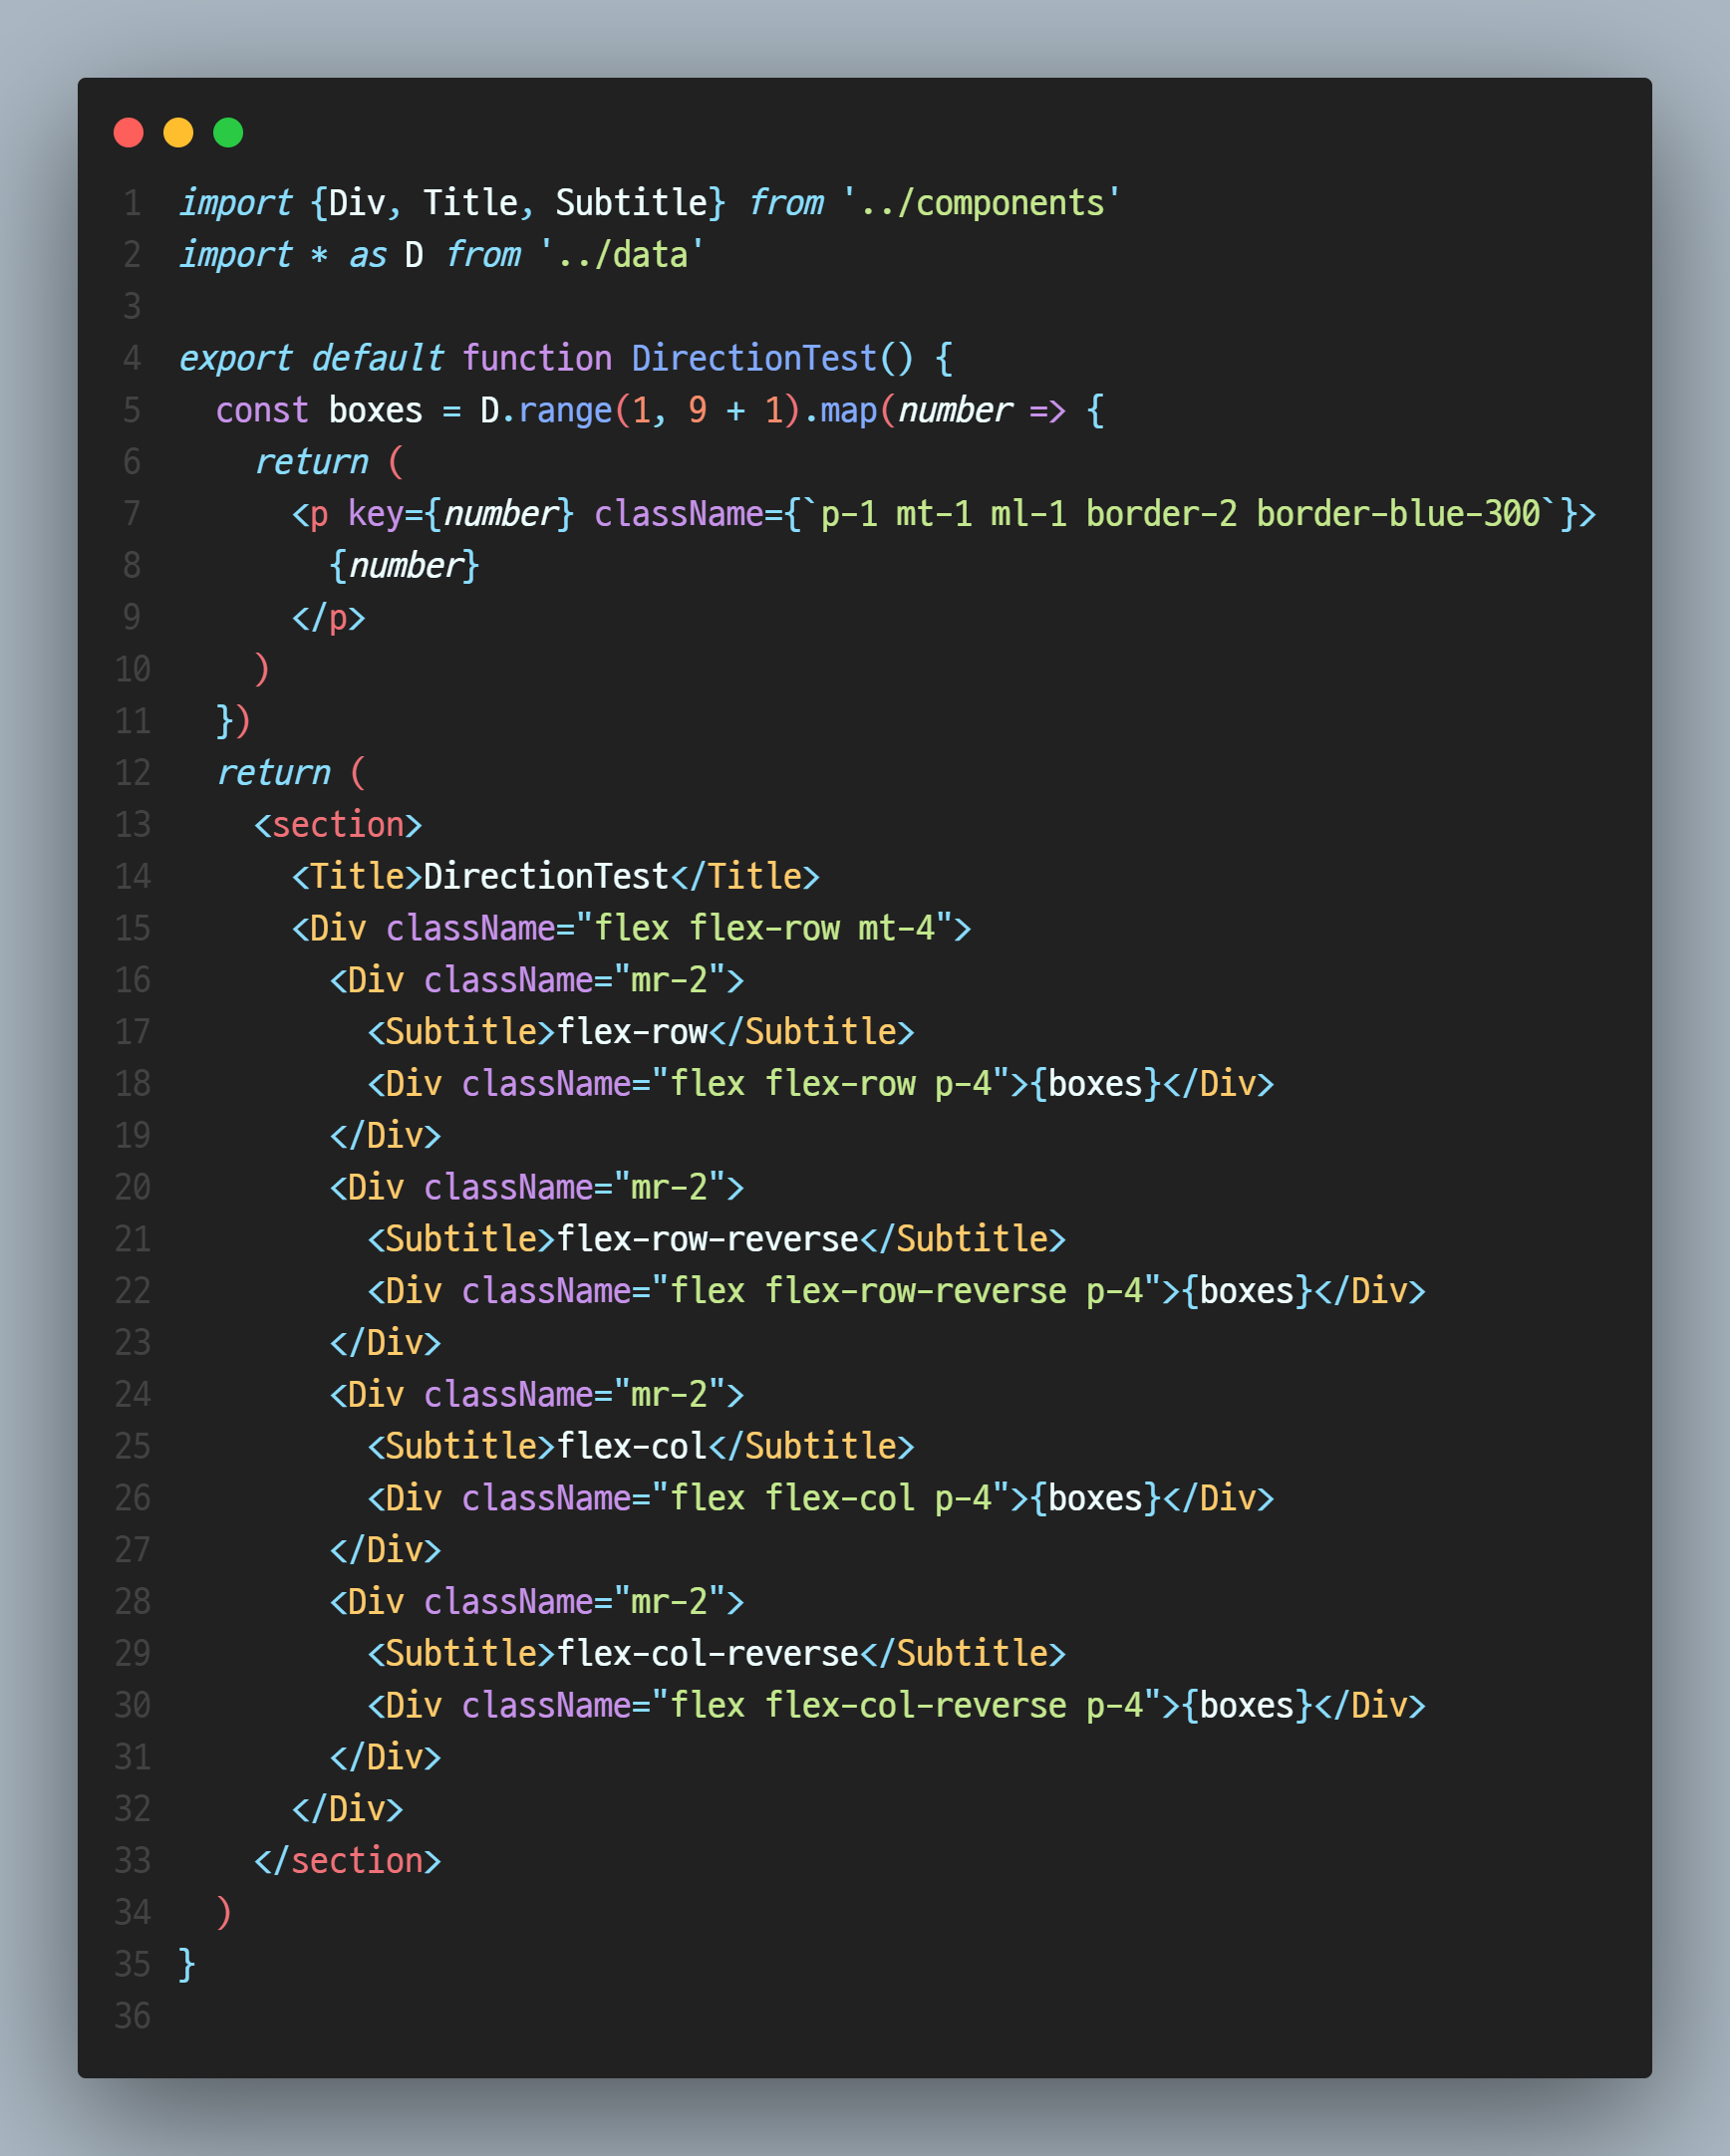 1 import {Div, Title, Subtitle} from '../components'
2 import * as D from '../data'
3
4 export default function DirectionTest() {
5   const boxes = D.range(1, 9 + 1).map(number => {
6     return (
7       <p key={number} className={`p-1 mt-1 ml-1 border-2 border-blue-300`}>
8         {number}
9       </p>
10     )
11   })
12   return (
13     <section>
14       <Title>DirectionTest</Title>
15       <Div className="flex flex-row mt-4">
16         <Div className="mr-2">
17           <Subtitle>flex-row</Subtitle>
18           <Div className="flex flex-row p-4">{boxes}</Div>
19         </Div>
20         <Div className="mr-2">
21           <Subtitle>flex-row-reverse</Subtitle>
22           <Div className="flex flex-row-reverse p-4">{boxes}</Div>
23         </Div>
24         <Div className="mr-2">
25           <Subtitle>flex-col</Subtitle>
26           <Div className="flex flex-col p-4">{boxes}</Div>
27         </Div>
28         <Div className="mr-2">
29           <Subtitle>flex-col-reverse</Subtitle>
30           <Div className="flex flex-col-reverse p-4">{boxes}</Div>
31         </Div>
32       </Div>
33     </section>
34   )
35 }
36